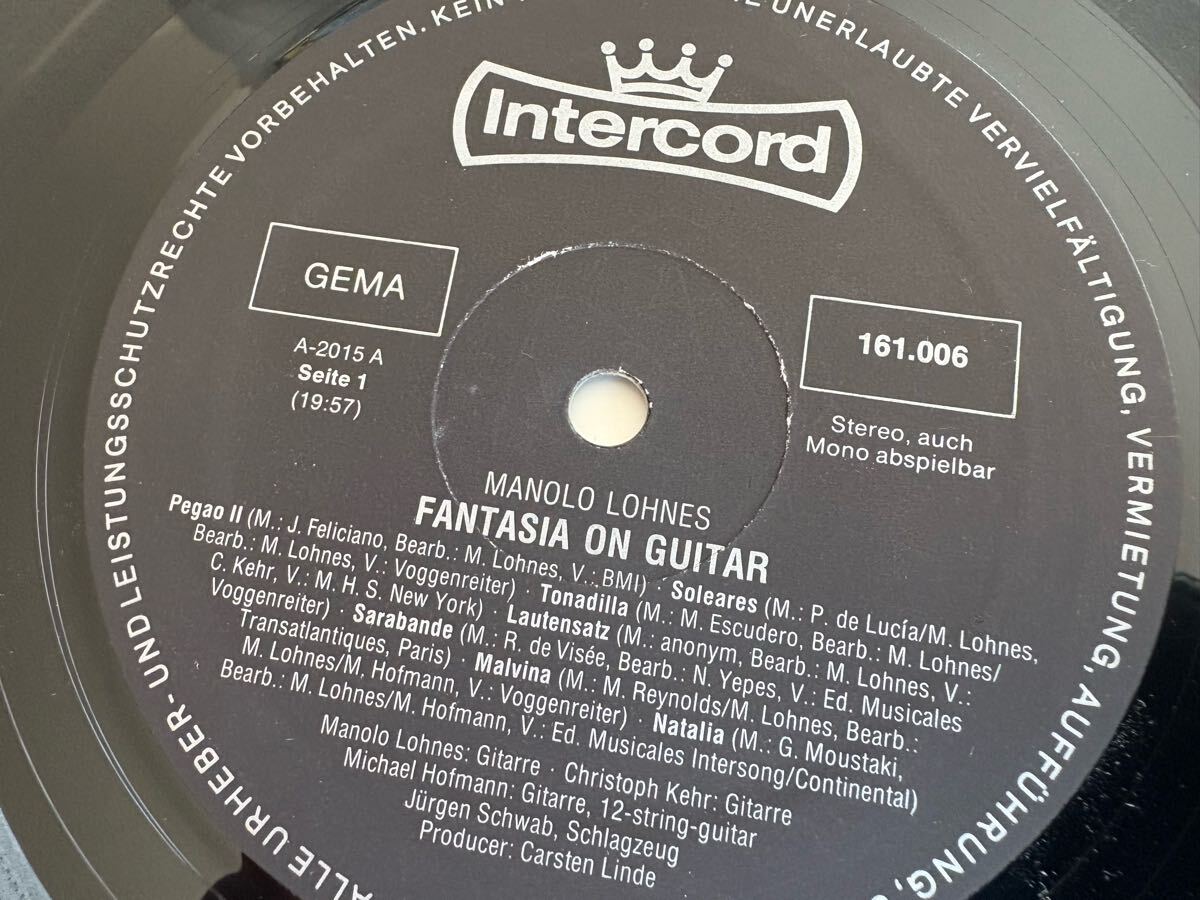 ALLE URHEBER- UND LEISTUNGSSCHUTZRECHTE VORBEHALTEN. KEIN UNERLAUBTE VERVIELFÄLTIGUNG, VERMIETUNG, AUFFÜHRUNG,
Intercord
GEMA
A-2015 A
Seite 1
(19:57)
161.006
Stereo, auch
Mono abspielbar
MANOLO LOHNES
FANTASIA ON GUITAR
Pegao II (M.: J. Feliciano, Bearb.: M. Lohnes, V.: BMI) · Soleares (M.: P. de Lucía/M. Lohnes,
Bearb.: M. Lohnes, V.: Voggenreiter) · Tonadilla (M.: M. Escudero, Bearb.: M. Lohnes/
C. Kehr, V.: M. H. S. New York) · Lautensatz (M.: anonym, Bearb.: M. Lohnes, V.:
Voggenreiter) · Sarabande (M.: R. de Visée, Bearb.: N. Yepes, V.: Ed. Musicales
Transatlantiques, Paris) · Malvina (M.: M. Reynolds/M. Lohnes, Bearb.:
M. Lohnes/M. Hofmann, V.: Voggenreiter) · Natalia (M.: G. Moustaki,
Bearb.: M. Lohnes/M. Hofmann, V.: Ed. Musicales Intersong/Continental)
Manolo Lohnes: Gitarre · Christoph Kehr: Gitarre
Michael Hofmann: Gitarre, 12-string-guitar
Jürgen Schwab, Schlagzeug
Producer: Carsten Linde